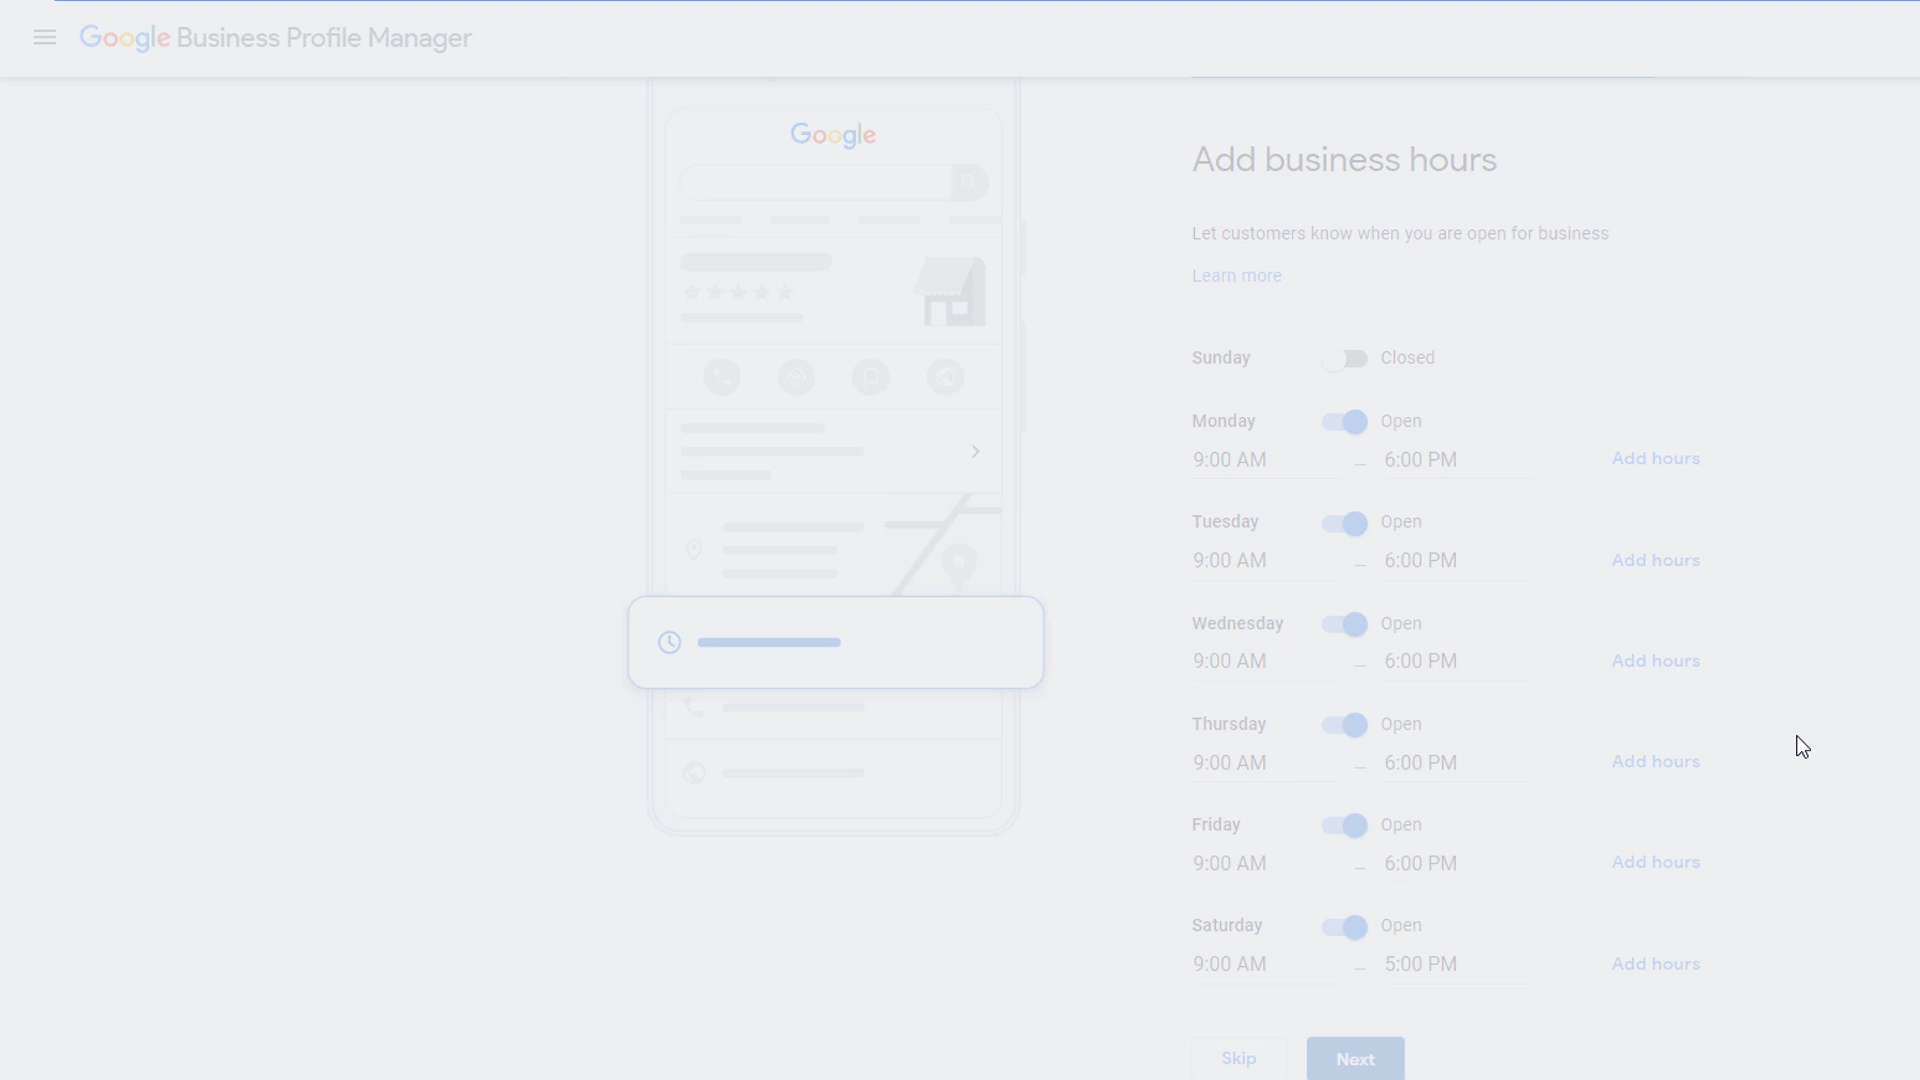 Google Business Profile Manager
Google
Add business hours
Let customers know when you are open for business
Learn more
Sunday Closed
Monday Open
9:00 AM – 6:00 PM Add hours
Tuesday Open
9:00 AM – 6:00 PM Add hours
Wednesday Open
9:00 AM – 6:00 PM Add hours
Thursday Open
9:00 AM – 6:00 PM Add hours
Friday Open
9:00 AM – 6:00 PM Add hours
Saturday Open
9:00 AM – 5:00 PM Add hours
Skip Next